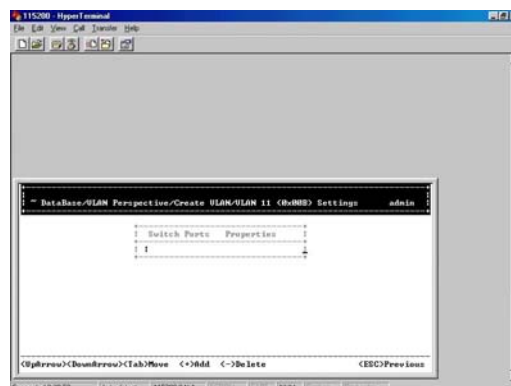 115200 - HyperTerminal
File Edit View Call Transfer Help
~ DataBase/VLAN Perspective/Create VLAN/VLAN 11 (0x00B) Settings admin
Switch Ports Properties
<UpArrow><DownArrow><Tab>Move <+>Add <->Delete <ESC>Previous